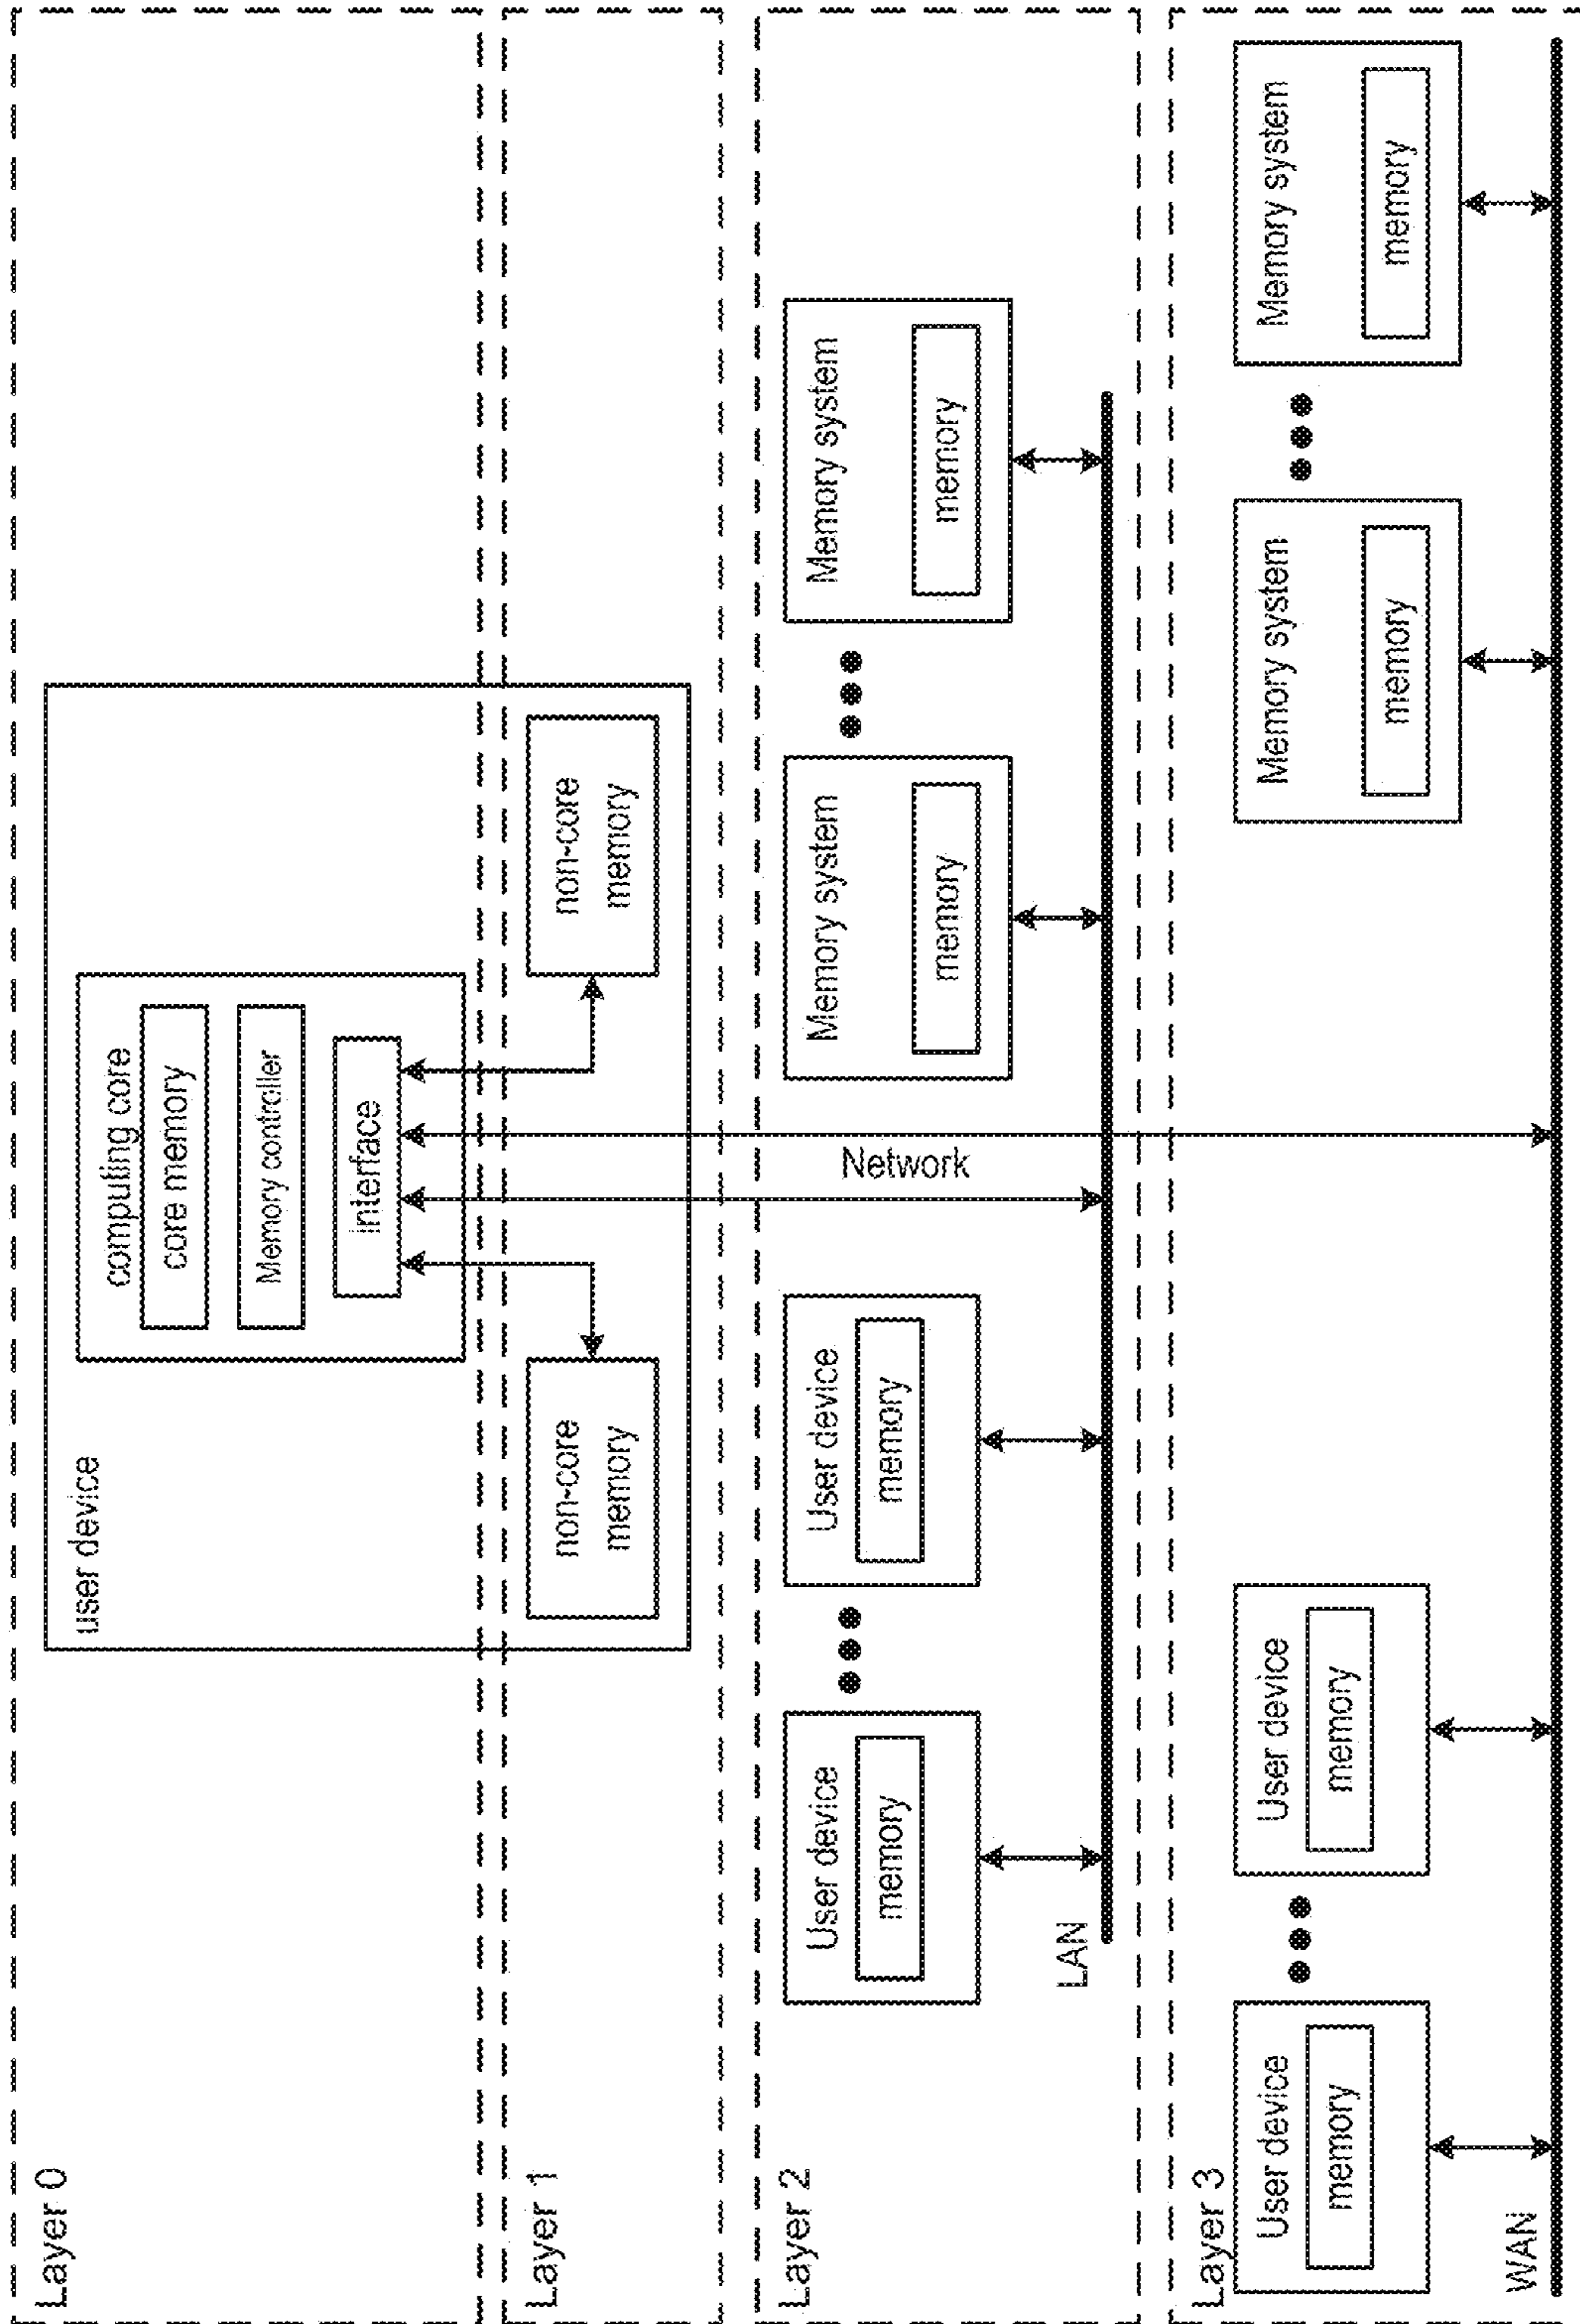 Layer 0
user device
computing core
core memory
Memory controller
interface
Layer 1
non-core
memory
non-core
memory
Layer 2
User device
memory
User device
memory
Network
Memory system
memory
Memory system
memory
LAN
Layer 3
User device
memory
User device
memory
Memory system
memory
Memory system
memory
WAN